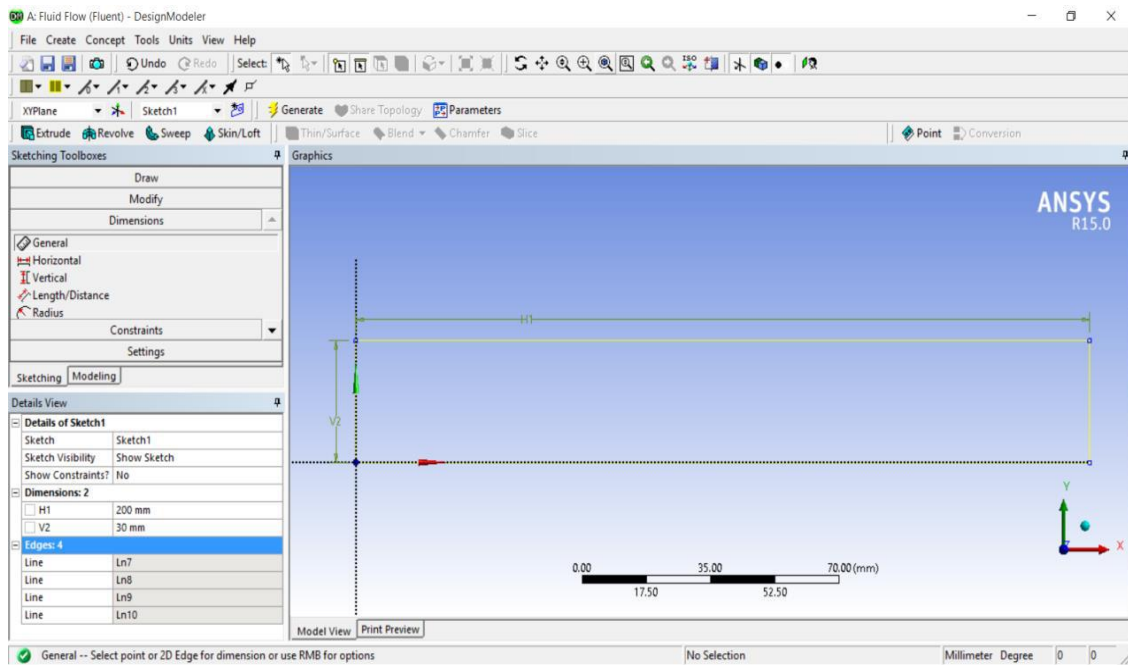 A: Fluid Flow (Fluent) - DesignModeler
File Create Concept Tools Units View Help
Undo Redo Select:
XYPlane Sketch1 Generate Share Topology Parameters
Extrude Revolve Sweep Skin/Loft Thin/Surface Blend Chamfer Slice Point Conversion
Sketching Toolboxes
Draw
Modify
Dimensions
General
Horizontal
Vertical
Length/Distance
Radius
Constraints
Settings
Sketching Modeling
Details View
Details of Sketch1
Sketch Sketch1
Sketch Visibility Show Sketch
Show Constraints? No
Dimensions: 2
H1 200 mm
V2 30 mm
Edges: 4
Line Ln7
Line Ln8
Line Ln9
Line Ln10
Graphics
ANSYS
R15.0
H1
V2
Y
X
0.00 35.00 70.00 (mm)
17.50 52.50
Model View Print Preview
General -- Select point or 2D Edge for dimension or use RMB for options No Selection Millimeter Degree 0 0